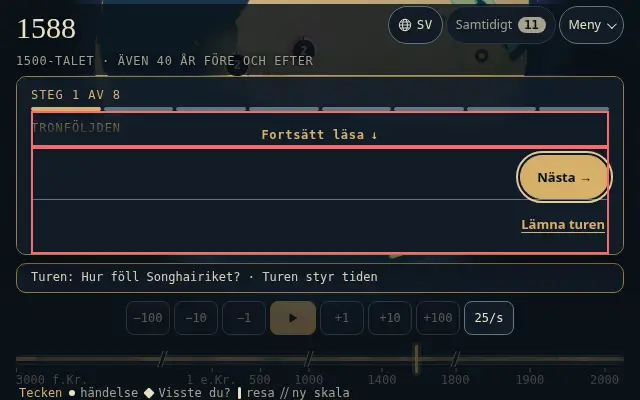 1588
SV
Samtidigt 11
Meny
1500-TALET · ÄVEN 40 ÅR FÖRE OCH EFTER
2
2
STEG 1 AV 8
TRONFÖLJDEN
Fortsätt läsa ↓
Nästa →
Lämna turen
Turen: Hur föll Songhairiket? · Turen styr tiden
−100 −10 −1 ▶ +1 +10 +100 25/s
3000 f.Kr. 1 e.Kr. 500 1000 1400 1800 1900 2000
Tecken ● händelse ◆ Visste du? ❙ resa // ny skala